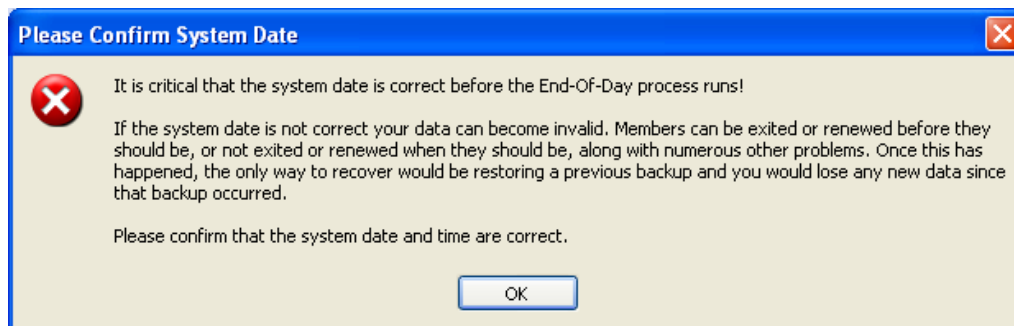 Please Confirm System Date
It is critical that the system date is correct before the End-Of-Day process runs!
If the system date is not correct your data can become invalid. Members can be exited or renewed before they
should be, or not exited or renewed when they should be, along with numerous other problems. Once this has
happened, the only way to recover would be restoring a previous backup and you would lose any new data since
that backup occurred.
Please confirm that the system date and time are correct.
OK